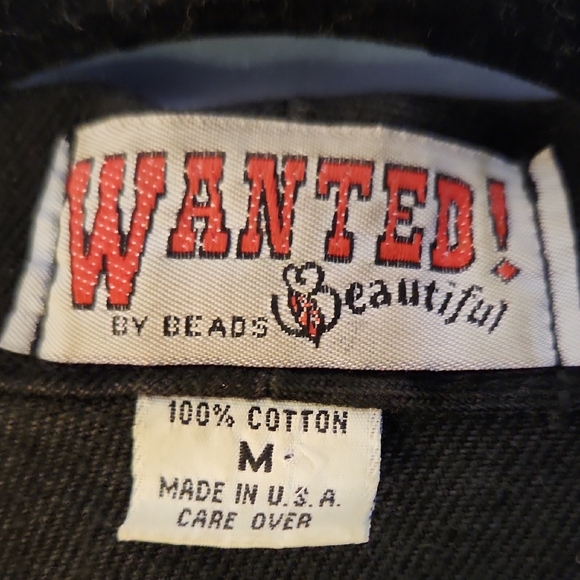 WANTED!
BY BEADS Beautiful
100% COTTON
M
MADE IN U.S.A.
CARE OVER